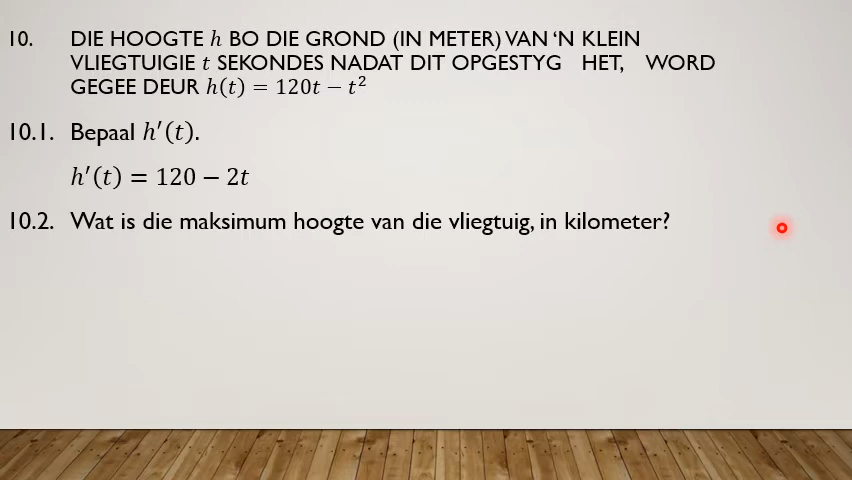 10. DIE HOOGTE h BO DIE GROND (IN METER) VAN ‘N KLEIN
VLIEGTUIGIE t SEKONDES NADAT DIT OPGESTYG HET, WORD
GEGEE DEUR h(t) = 120t − t²
10.1. Bepaal h′(t).
h′(t) = 120 − 2t
10.2. Wat is die maksimum hoogte van die vliegtuig, in kilometer?